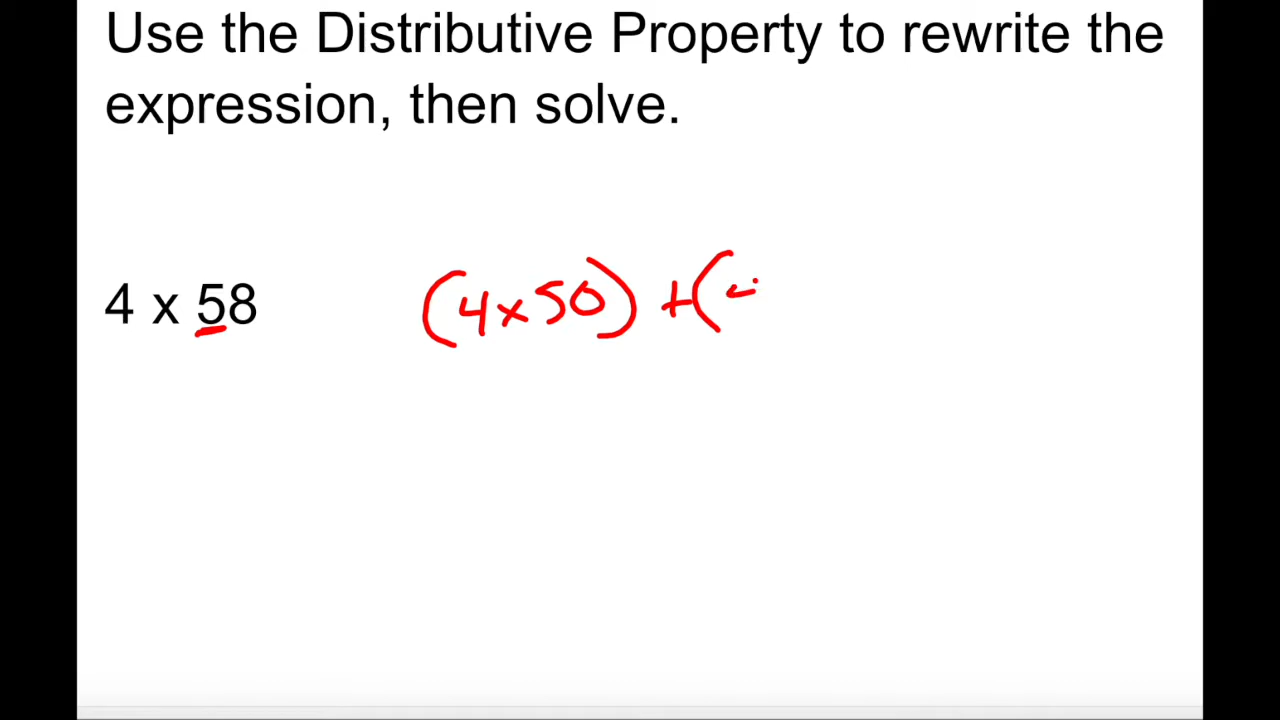 Use the Distributive Property to rewrite the
expression, then solve.
4 x 58 (4x50) +(